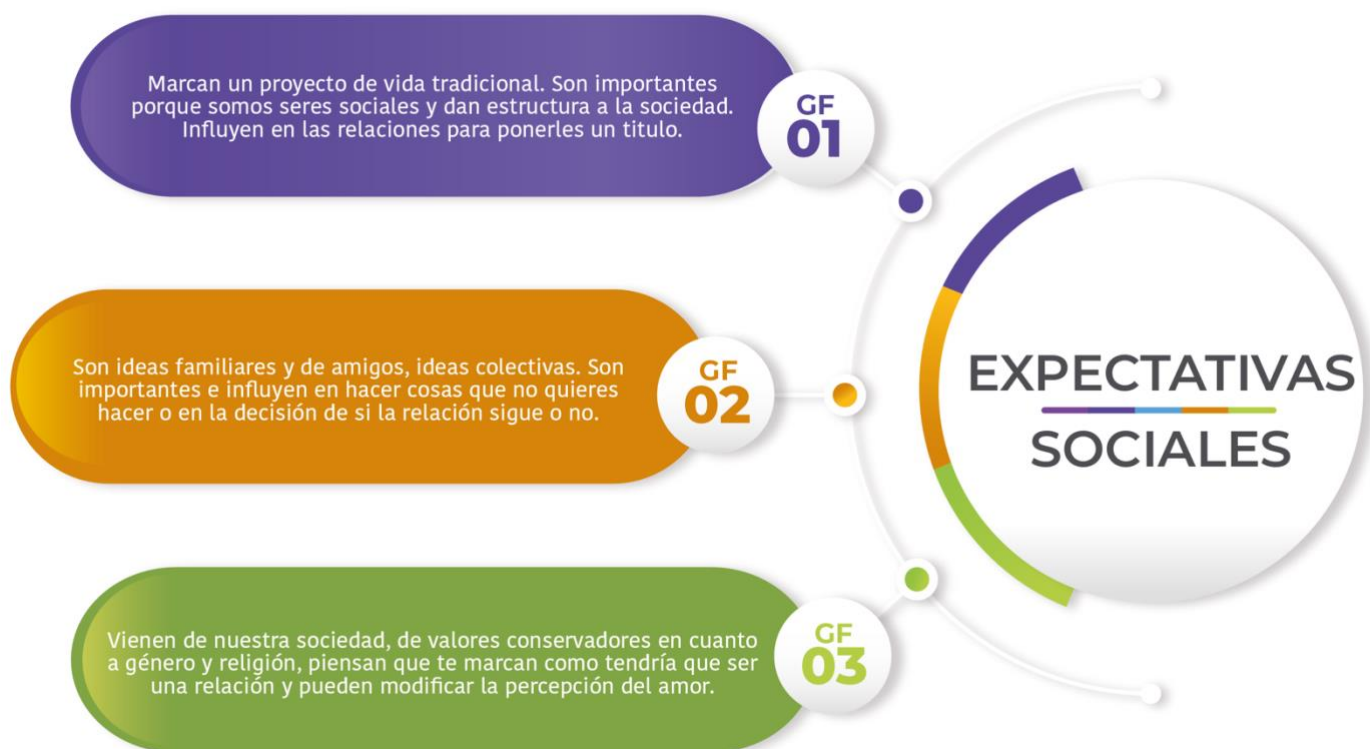 Marcan un proyecto de vida tradicional. Son importantes
porque somos seres sociales y dan estructura a la sociedad.
Influyen en las relaciones para ponerles un titulo.
GF
01
Son ideas familiares y de amigos, ideas colectivas. Son
importantes e influyen en hacer cosas que no quieres
hacer o en la decisión de si la relación sigue o no.
GF
02
EXPECTATIVAS
SOCIALES
Vienen de nuestra sociedad, de valores conservadores en cuanto
a género y religión, piensan que te marcan como tendría que ser
una relación y pueden modificar la percepción del amor.
GF
03